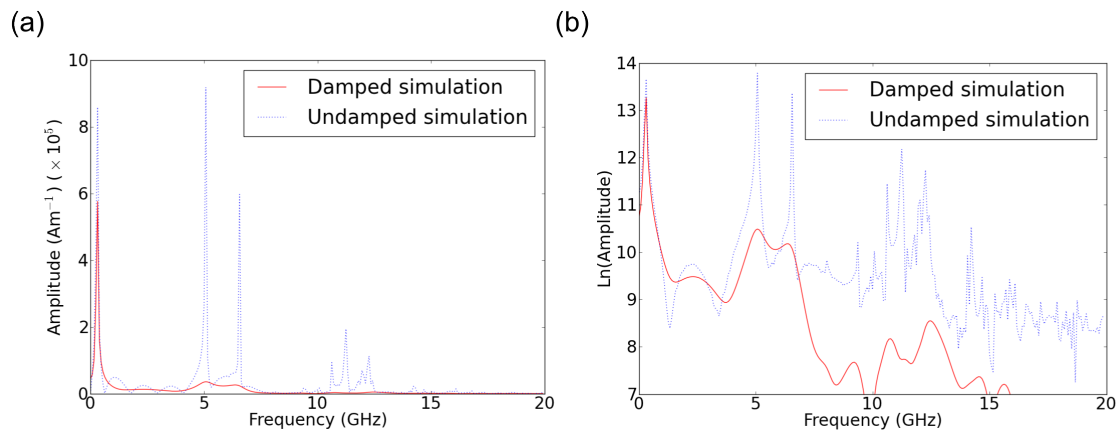 (a)
(b)
10
8
6
4
2
0
Amplitude (Am⁻¹) (×10⁵)
Damped simulation
Undamped simulation
0 5 10 15 20
Frequency (GHz)
14
13
12
11
10
9
8
7
Ln(Amplitude)
Damped simulation
Undamped simulation
0 5 10 15 20
Frequency (GHz)